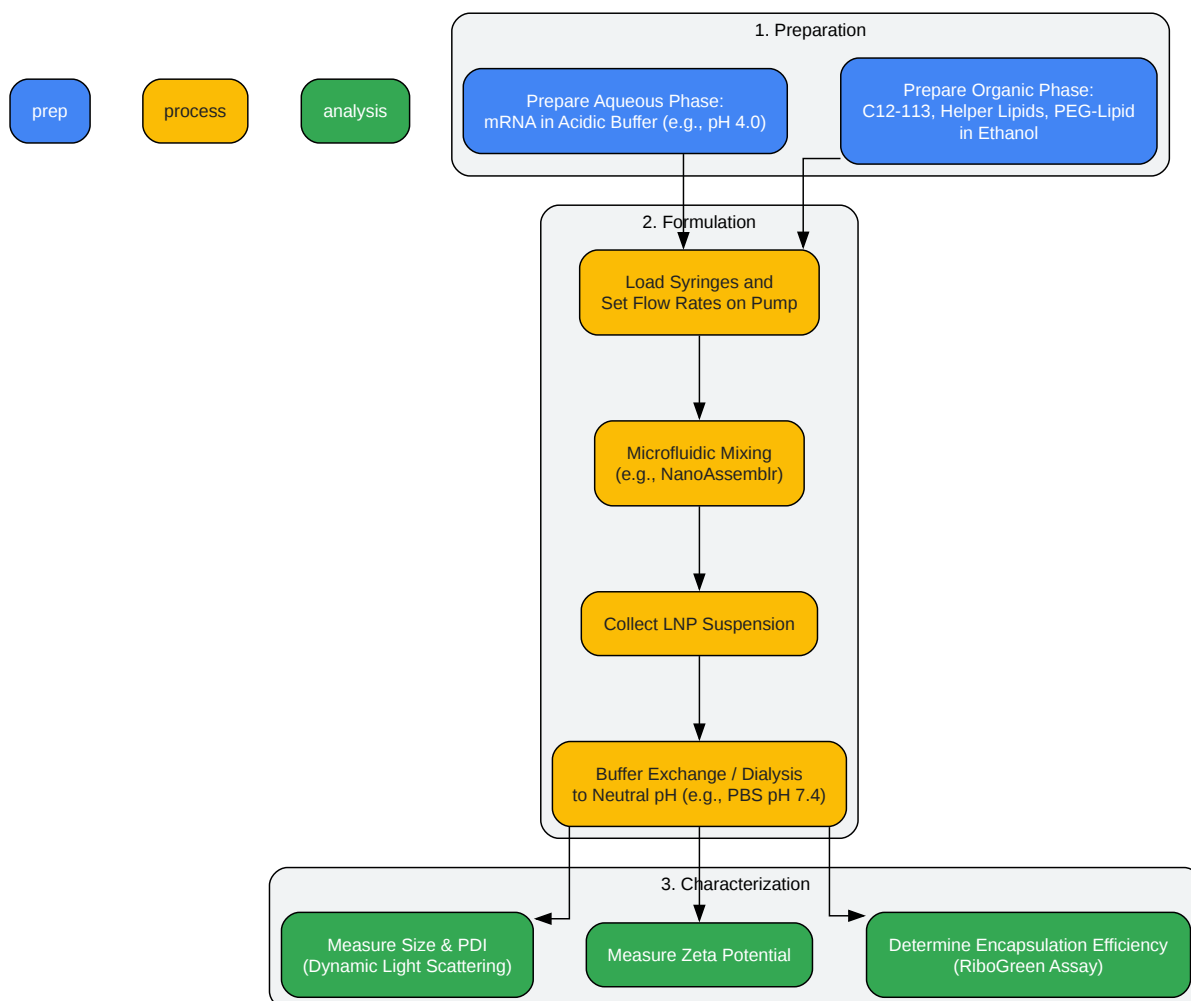 1. Preparation
prep
process
analysis
Prepare Aqueous Phase:
mRNA in Acidic Buffer (e.g., pH 4.0)
Prepare Organic Phase:
C12-113, Helper Lipids, PEG-Lipid
in Ethanol
2. Formulation
Load Syringes and
Set Flow Rates on Pump
Microfluidic Mixing
(e.g., NanoAssemblr)
Collect LNP Suspension
Buffer Exchange / Dialysis
to Neutral pH (e.g., PBS pH 7.4)
3. Characterization
Measure Size & PDI
(Dynamic Light Scattering)
Measure Zeta Potential
Determine Encapsulation Efficiency
(RiboGreen Assay)